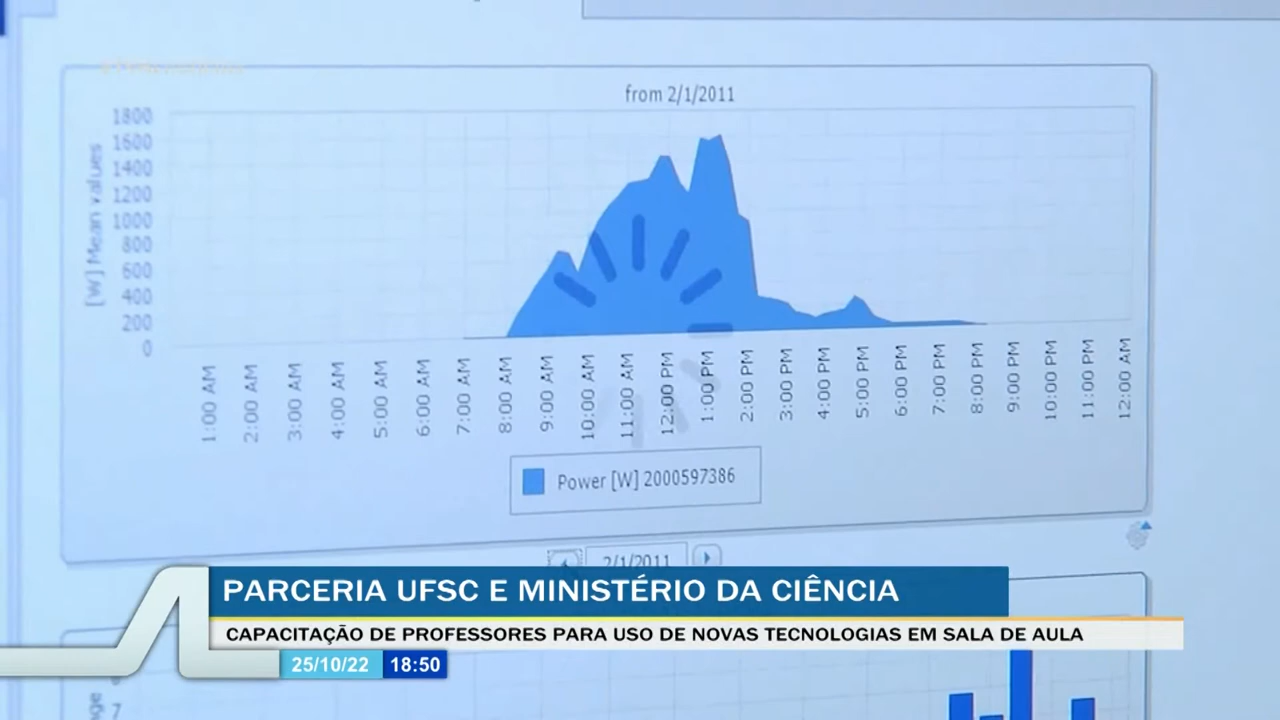 from 2/1/2011
[W] Mean values
1800
1600
1400
1200
1000
800
600
400
200
0
1:00 AM
2:00 AM
3:00 AM
4:00 AM
5:00 AM
6:00 AM
7:00 AM
8:00 AM
9:00 AM
10:00 AM
11:00 AM
12:00 PM
1:00 PM
2:00 PM
3:00 PM
4:00 PM
5:00 PM
6:00 PM
7:00 PM
8:00 PM
9:00 PM
10:00 PM
11:00 PM
12:00 AM
Power [W] 2000597386
2/1/2011
PARCERIA UFSC E MINISTÉRIO DA CIÊNCIA
CAPACITAÇÃO DE PROFESSORES PARA USO DE NOVAS TECNOLOGIAS EM SALA DE AULA
25/10/22 18:50
7